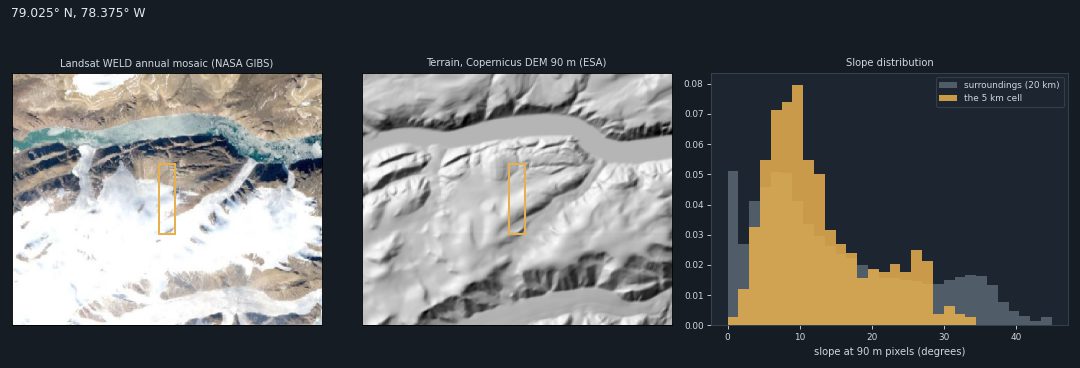 79.025° N, 78.375° W
Landsat WELD annual mosaic (NASA GIBS)
Terrain, Copernicus DEM 90 m (ESA)
Slope distribution
surroundings (20 km)
the 5 km cell
0.08
0.07
0.06
0.05
0.04
0.03
0.02
0.01
0.00
0 10 20 30 40
slope at 90 m pixels (degrees)